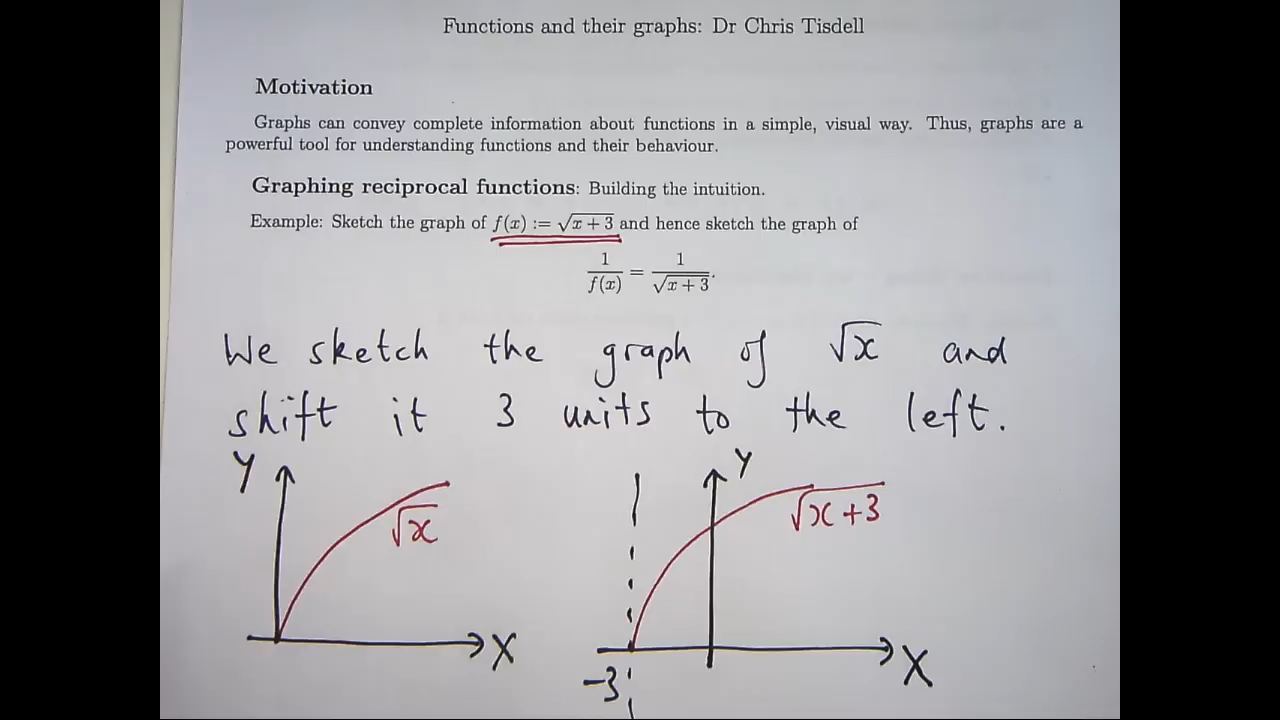 Functions and their graphs: Dr Chris Tisdell
Motivation
Graphs can convey complete information about functions in a simple, visual way. Thus, graphs are a
powerful tool for understanding functions and their behaviour.
Graphing reciprocal functions: Building the intuition.
Example: Sketch the graph of f(x) := √(x + 3) and hence sketch the graph of
1/f(x) = 1/√(x + 3).
We sketch the graph of √x and
shift it 3 units to the left.
Y
√x
X
Y
√x+3
X
-3